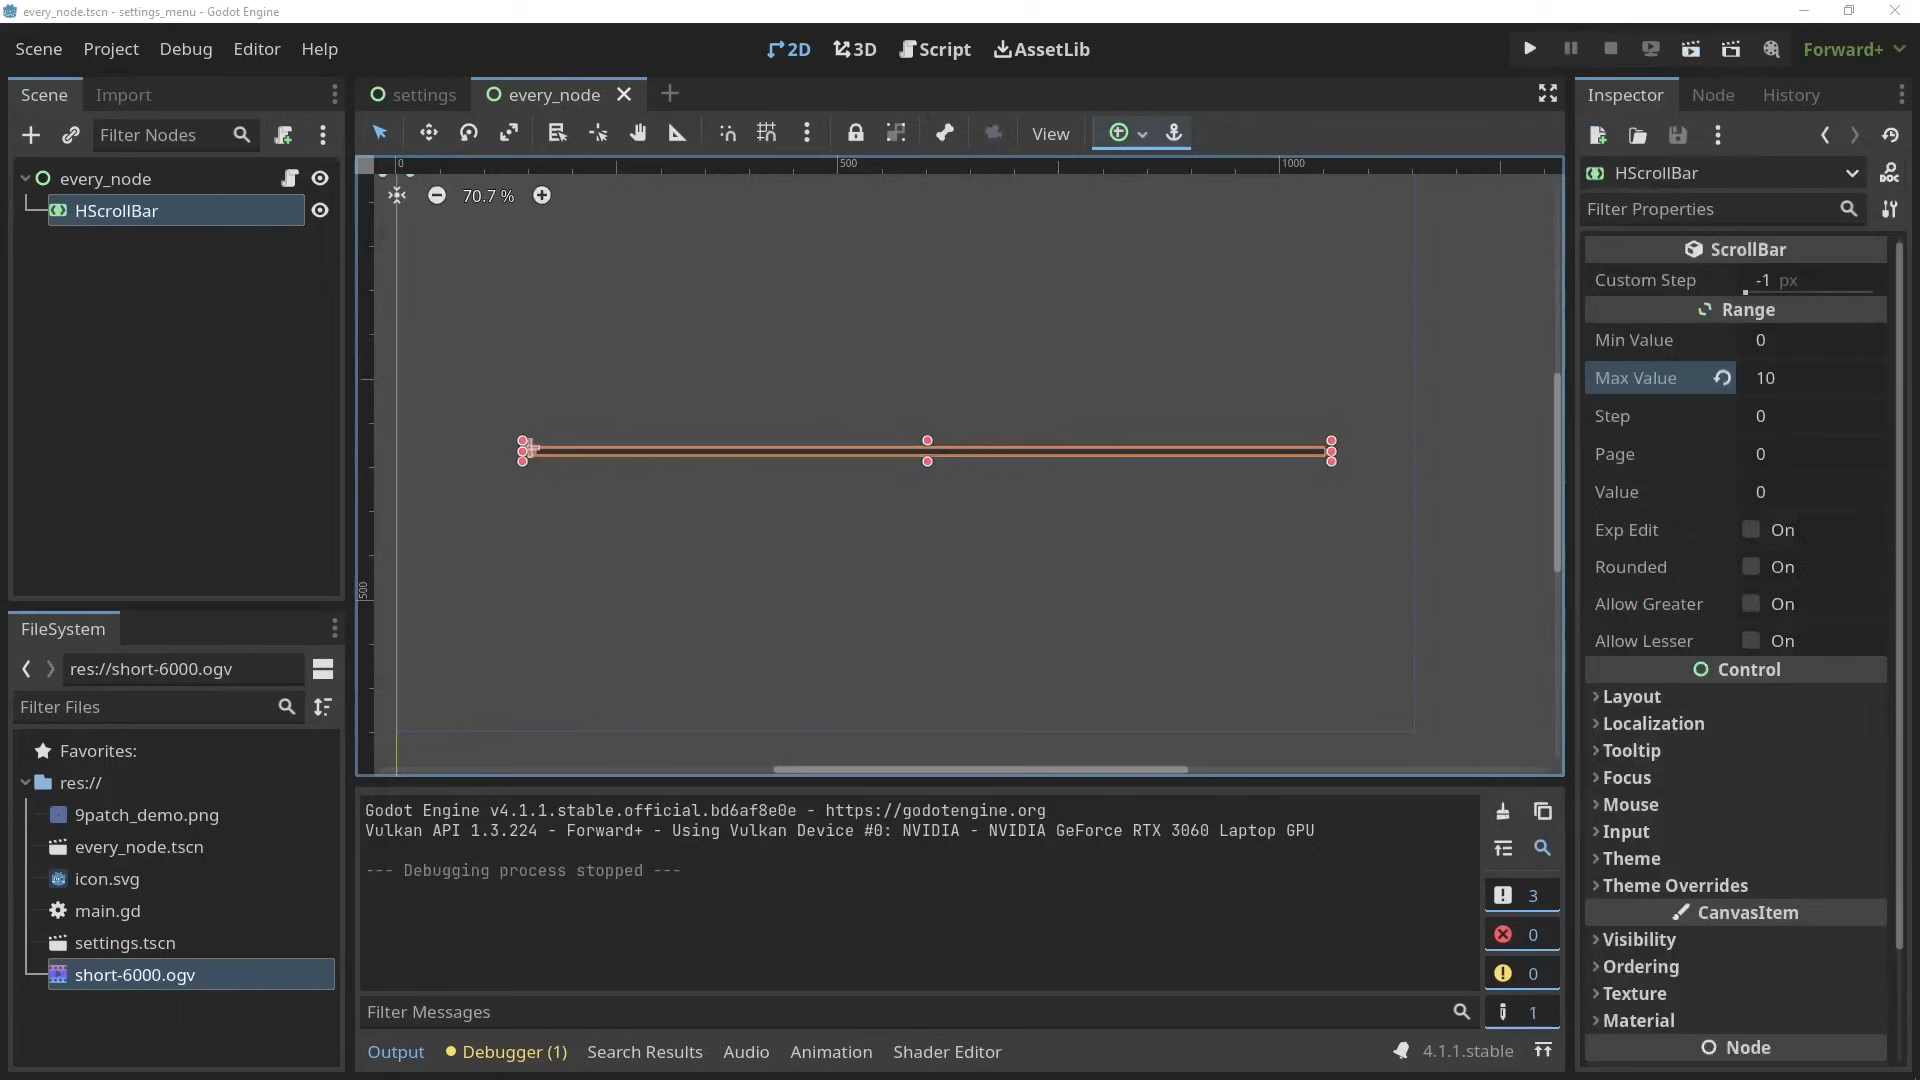 every_node.tscn - settings_menu - Godot Engine
Scene Project Debug Editor Help
2D 3D Script AssetLib
Forward+
Scene Import
Filter Nodes
every_node
HScrollBar
FileSystem
res://short-6000.ogv
Filter Files
Favorites:
res://
9patch_demo.png
every_node.tscn
icon.svg
main.gd
settings.tscn
short-6000.ogv
settings every_node
View
0 500 1000
70.7 %
500
Godot Engine v4.1.1.stable.official.bd6af8e0e - https://godotengine.org
Vulkan API 1.3.224 - Forward+ - Using Vulkan Device #0: NVIDIA - NVIDIA GeForce RTX 3060 Laptop GPU
--- Debugging process stopped ---
3
0
0
1
Filter Messages
Output Debugger (1) Search Results Audio Animation Shader Editor
4.1.1.stable
Inspector Node History
HScrollBar
DOC
Filter Properties
ScrollBar
Custom Step -1 px
Range
Min Value 0
Max Value 10
Step 0
Page 0
Value 0
Exp Edit On
Rounded On
Allow Greater On
Allow Lesser On
Control
Layout
Localization
Tooltip
Focus
Mouse
Input
Theme
Theme Overrides
CanvasItem
Visibility
Ordering
Texture
Material
Node